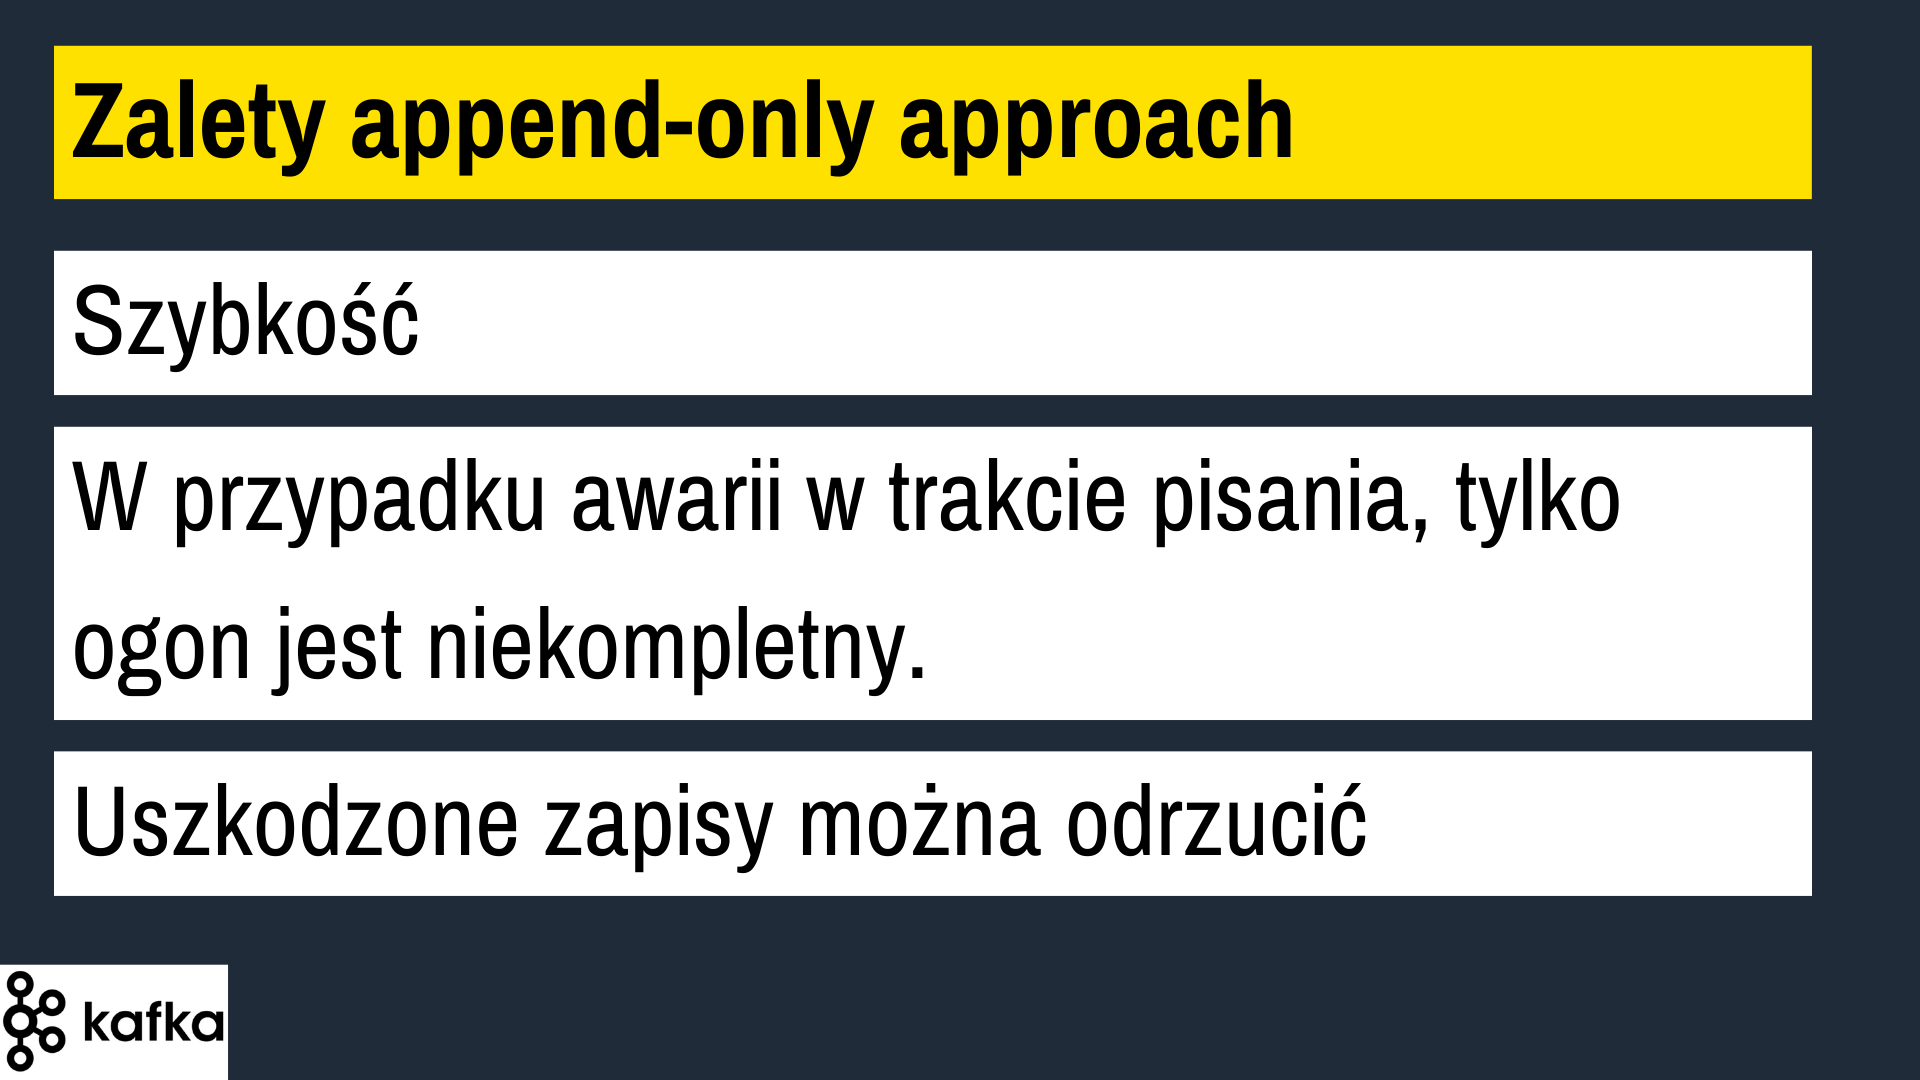 Zalety append-only approach
Szybkość
W przypadku awarii w trakcie pisania, tylko
ogon jest niekompletny.
Uszkodzone zapisy można odrzucić
kafka